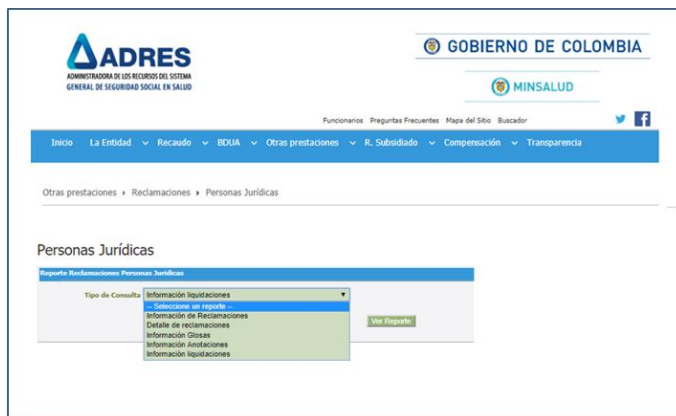 ADRES
ADMINISTRADORA DE LOS RECURSOS DEL SISTEMA
GENERAL DE SEGURIDAD SOCIAL EN SALUD
GOBIERNO DE COLOMBIA
MINSALUD
Funcionarios Preguntas Frecuentes Mapa del Sitio Buscador
Inicio La Entidad Recaudo BDUA Otras prestaciones R. Subsidiado Compensación Transparencia
Otras prestaciones Reclamaciones Personas Jurídicas
Personas Jurídicas
Reporte Reclamaciones Personas Jurídicas
Tipo de Consulta Información liquidaciones
-- Seleccione un reporte --
Información de Reclamaciones
Detalle de reclamaciones
Información Glosas
Información Anotaciones
Información liquidaciones
Ver Reporte